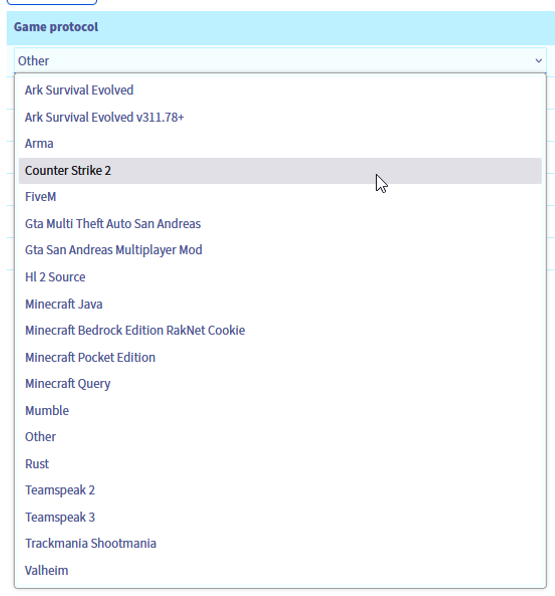 Game protocol
Other
Ark Survival Evolved
Ark Survival Evolved v311.78+
Arma
Counter Strike 2
FiveM
Gta Multi Theft Auto San Andreas
Gta San Andreas Multiplayer Mod
Hl 2 Source
Minecraft Java
Minecraft Bedrock Edition RakNet Cookie
Minecraft Pocket Edition
Minecraft Query
Mumble
Other
Rust
Teamspeak 2
Teamspeak 3
Trackmania Shootmania
Valheim